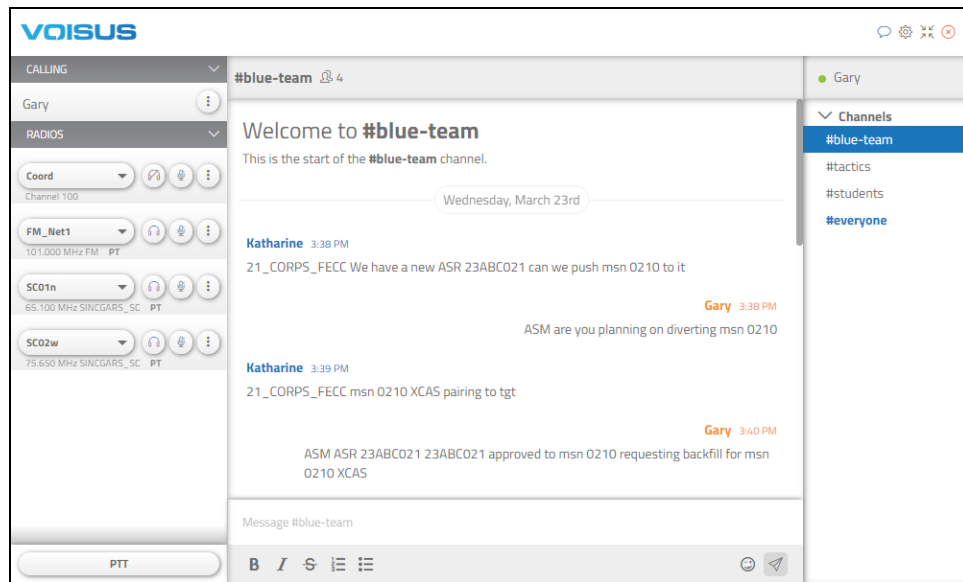 VOISUS
CALLING
Gary
RADIOS
Coord
Channel 100
FM_Net1
101.000 MHz FM PT
SC01n
65.100 MHz SINCGARS_SC PT
SC02w
75.650 MHz SINCGARS_SC PT
PTT
#blue-team 4
Welcome to #blue-team
This is the start of the #blue-team channel.
Wednesday, March 23rd
Katharine 3:38 PM
21_CORPS_FECC We have a new ASR 23ABC021 can we push msn 0210 to it
Gary 3:38 PM
ASM are you planning on diverting msn 0210
Katharine 3:39 PM
21_CORPS_FECC msn 0210 XCAS pairing to tgt
Gary 3:40 PM
ASM ASR 23ABC021 23ABC021 approved to msn 0210 requesting backfill for msn
0210 XCAS
Message #blue-team
B I S
Gary
Channels
#blue-team
#tactics
#students
#everyone